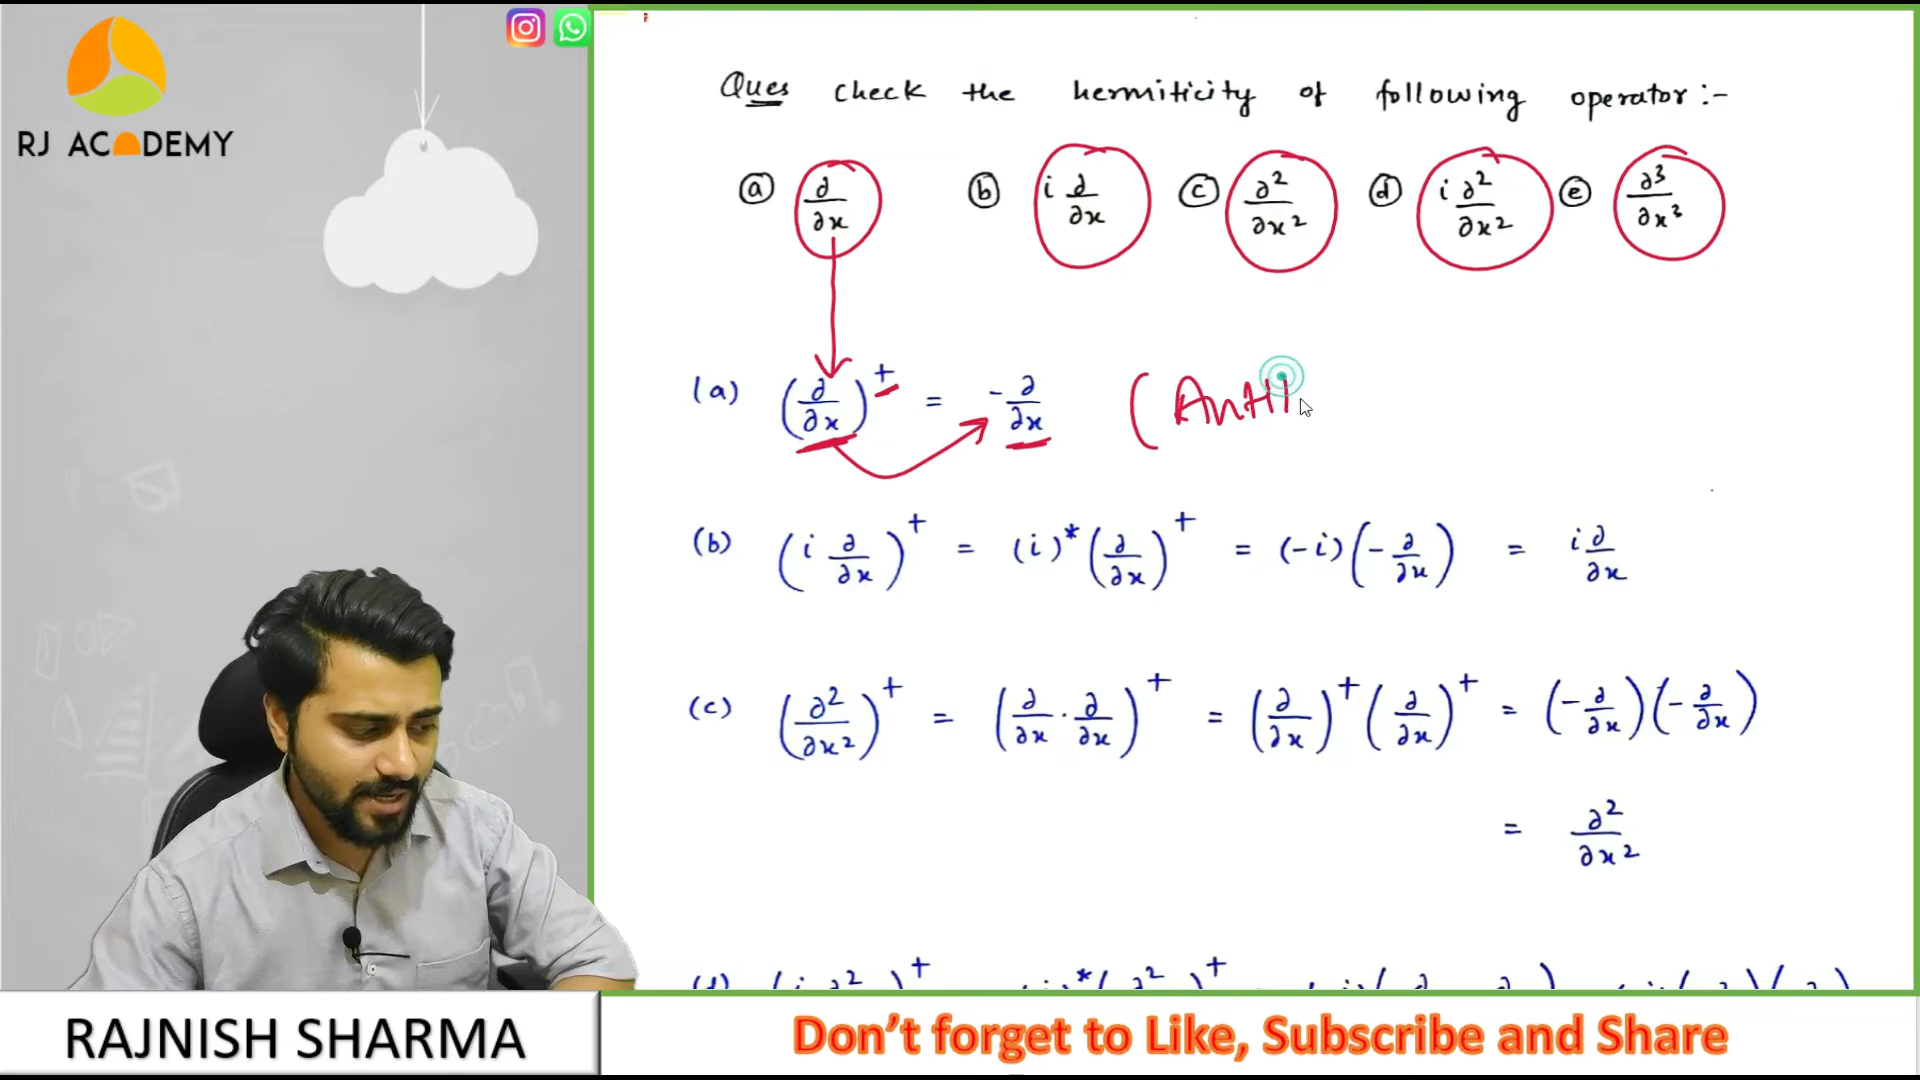 RJ ACADEMY
Ques check the hermiticity of following operator :-
(a) ∂/∂x (b) i ∂/∂x (c) ∂²/∂x² (d) i ∂²/∂x² (e) ∂³/∂x³
(a) (∂/∂x)⁺ = -∂/∂x (Anti
(b) (i ∂/∂x)⁺ = (i)* (∂/∂x)⁺ = (-i) (-∂/∂x) = i∂/∂x
(c) (∂²/∂x²)⁺ = (∂/∂x · ∂/∂x)⁺ = (∂/∂x)⁺ (∂/∂x)⁺ = (-∂/∂x) (-∂/∂x)
= ∂²/∂x²
RAJNISH SHARMA
Don't forget to Like, Subscribe and Share